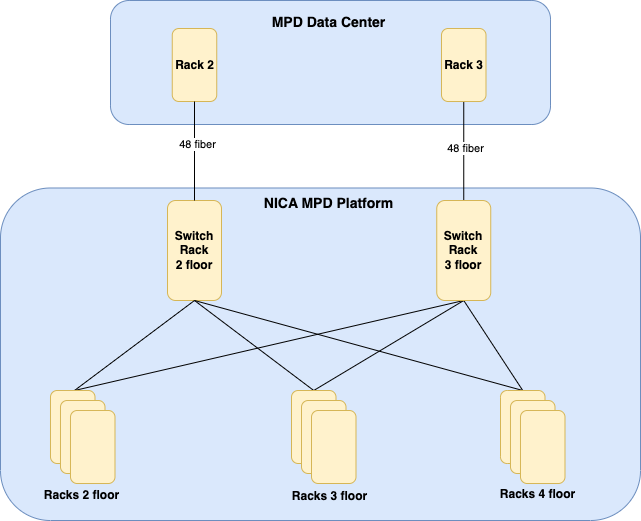 MPD Data Center
Rack 2
Rack 3
48 fiber
48 fiber
NICA MPD Platform
Switch
Rack
2 floor
Switch
Rack
3 floor
Racks 2 floor
Racks 3 floor
Racks 4 floor